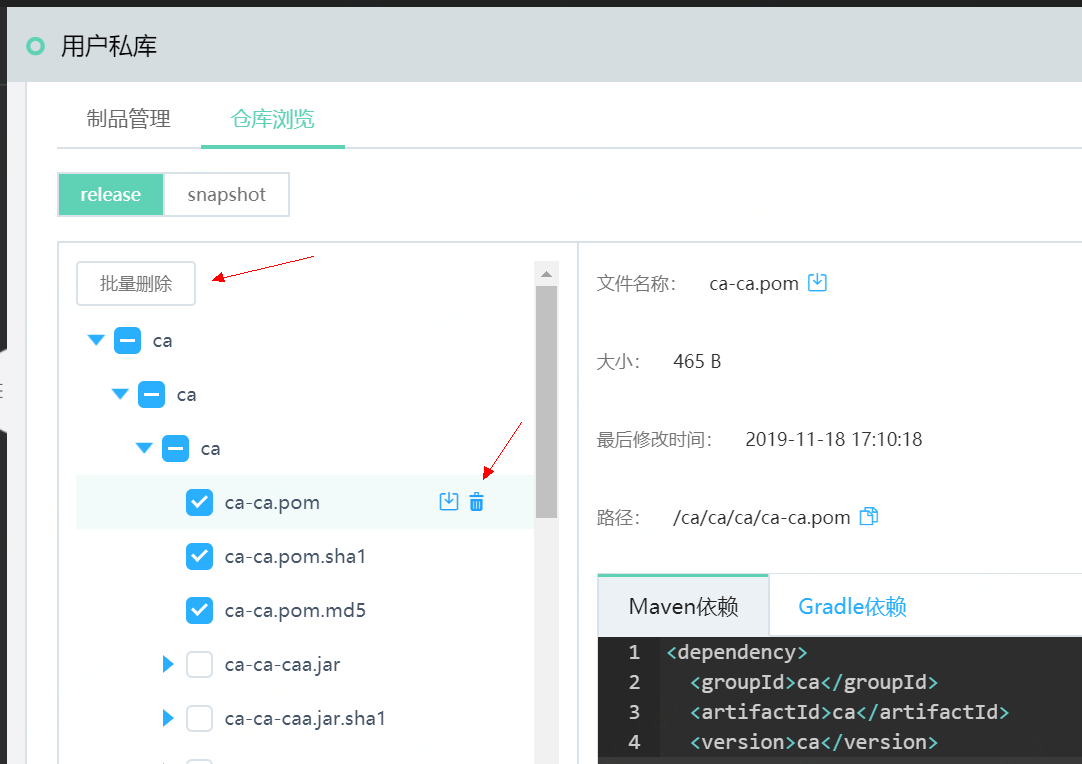 用户私库
制品管理 仓库浏览
release snapshot
批量删除
ca
ca
ca
ca-ca.pom
ca-ca.pom.sha1
ca-ca.pom.md5
ca-ca-caa.jar
ca-ca-caa.jar.sha1
文件名称： ca-ca.pom
大小： 465 B
最后修改时间： 2019-11-18 17:10:18
路径： /ca/ca/ca/ca-ca.pom
Maven依赖 Gradle依赖
1 <dependency>
2 <groupId>ca</groupId>
3 <artifactId>ca</artifactId>
4 <version>ca</version>